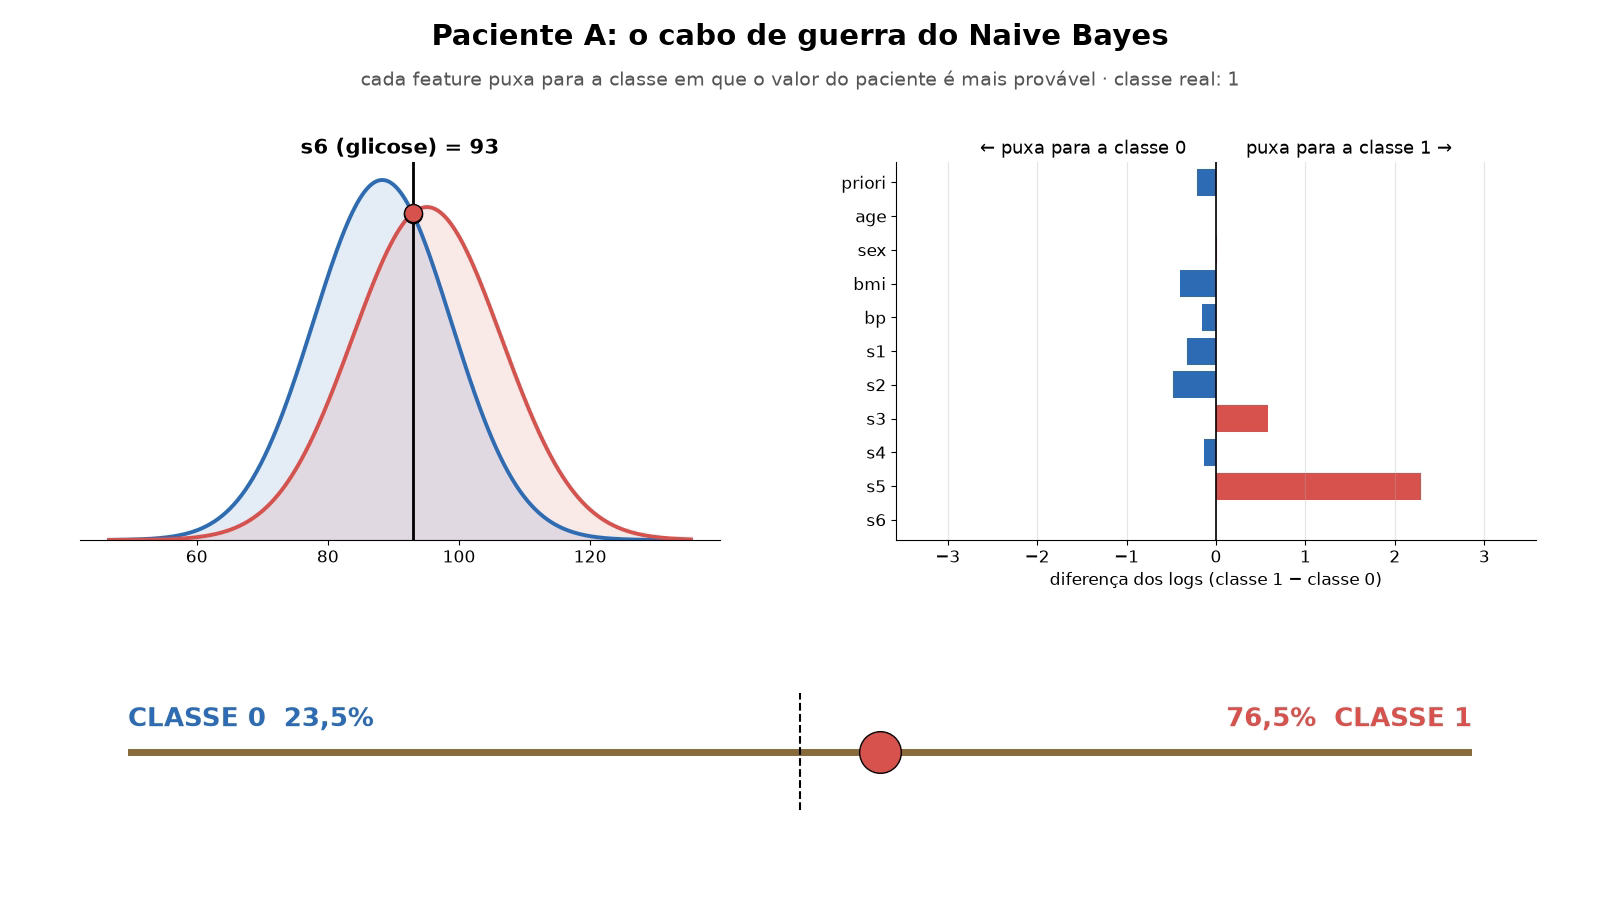 Paciente A: o cabo de guerra do Naive Bayes
cada feature puxa para a classe em que o valor do paciente é mais provável · classe real: 1
s6 (glicose) = 93
60 80 100 120
← puxa para a classe 0 puxa para a classe 1 →
priori
age
sex
bmi
bp
s1
s2
s3
s4
s5
s6
−3 −2 −1 0 1 2 3
diferença dos logs (classe 1 − classe 0)
CLASSE 0 23,5% 76,5% CLASSE 1